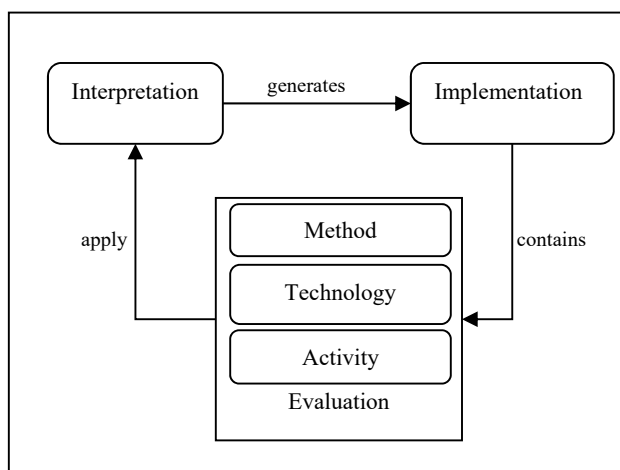 Interpretation
generates
Implementation
apply
Method
contains
Technology
Activity
Evaluation